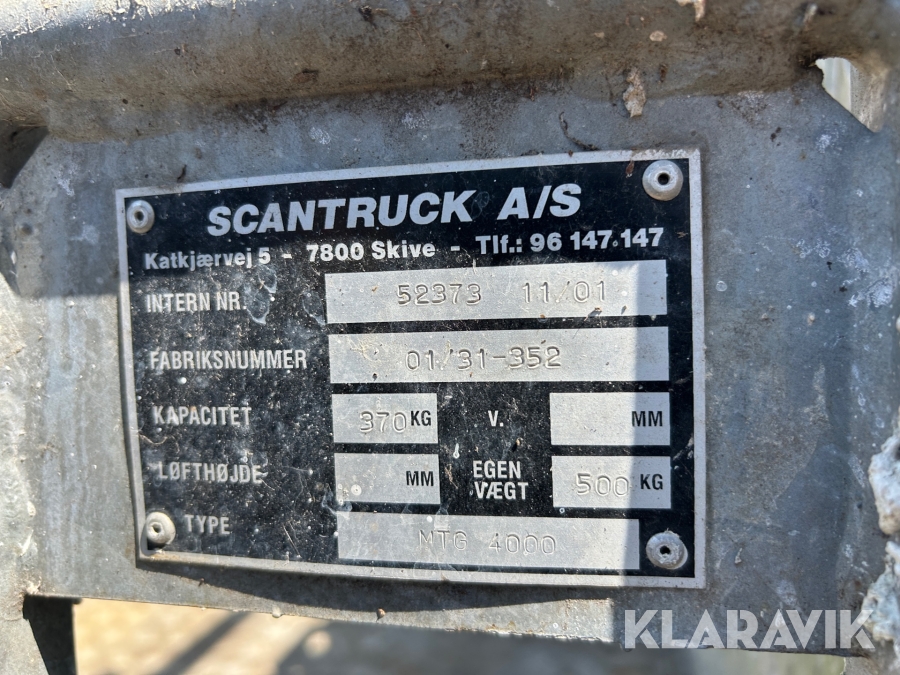 SCANTRUCK A/S
Katkjærvej 5 - 7800 Skive - Tlf.: 96 147.147
INTERN NR. 52373 11/01
FABRIKSNUMMER 01/31-352
KAPACITET 370 KG V. MM
LØFTHØJDE MM EGEN VÆGT 500 KG
TYPE MTG 4000
KLARAVIK